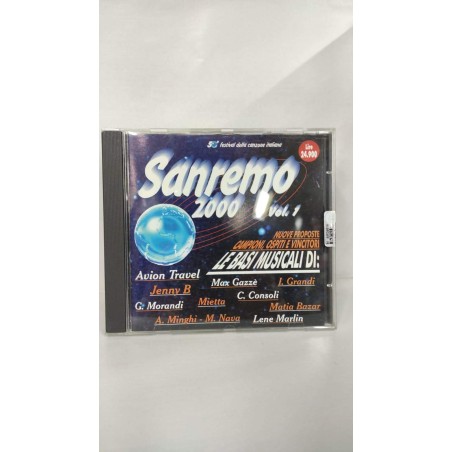 50° festival della canzone italiana
Lire
24.900
Sanremo
2000 Vol. 1
NUOVE PROPOSTE
CAMPIONI, OSPITI E VINCITORI
LE BASI MUSICALI DI:
Avion Travel Max Gazzè I. Grandi
Jenny B C. Consoli
G. Morandi Mietta Matia Bazar
A. Minghi - M. Nava Lene Marlin